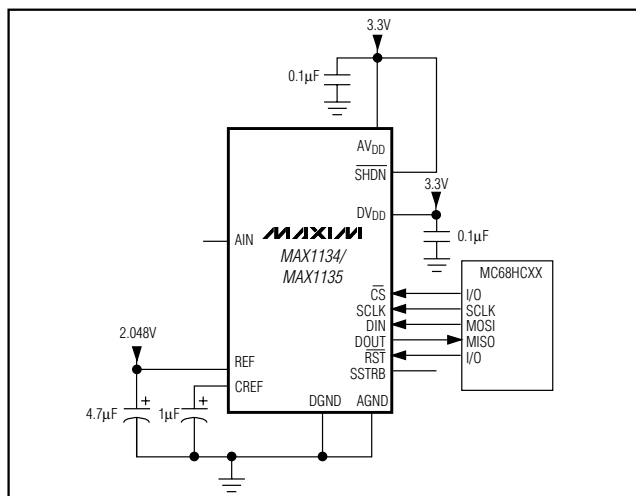 3.3V
0.1µF
AVDD
SHDN
3.3V
DVDD
AIN
MAXIM
MAX1134/
MAX1135
0.1µF
MC68HCXX
CS I/O
SCLK SCLK
DIN MOSI
DOUT MISO
RST I/O
SSTRB
2.048V
REF
CREF
4.7µF + 1µF +
DGND AGND